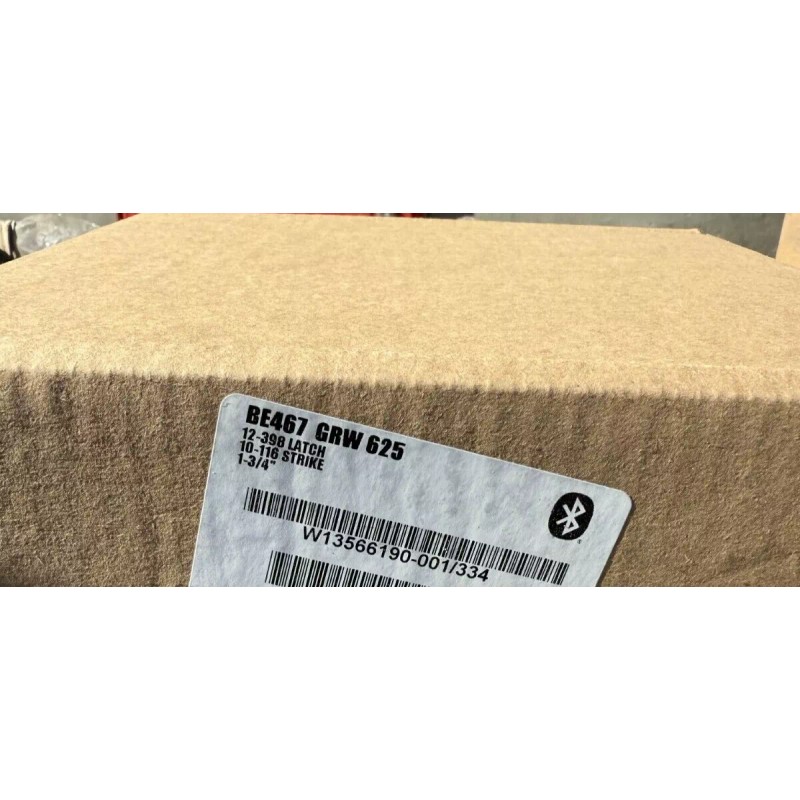 BE467 GRW 625
12-398 LATCH
10-116 STRIKE
1-3/4"
W13566190-001/334